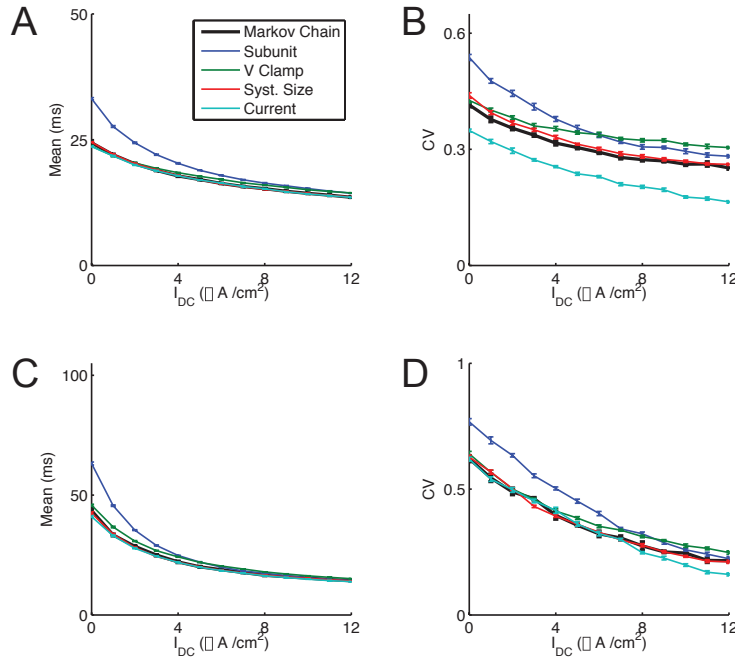 A
50
25
0
Mean (ms)
0 4 8 12
I_DC (▯ A /cm²)
Markov Chain
Subunit
V Clamp
Syst. Size
Current
B
0.6
0.3
0
CV
0 4 8 12
I_DC (▯ A /cm²)
C
100
50
0
Mean (ms)
0 4 8 12
I_DC (▯ A /cm²)
D
1
0.5
0
CV
0 4 8 12
I_DC (▯ A /cm²)